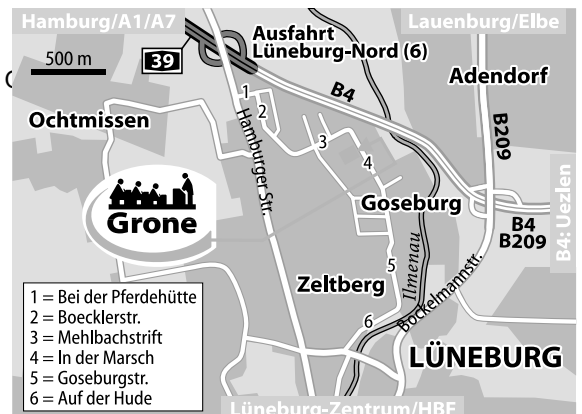 Hamburg/A1/A7
Lauenburg/Elbe
Ausfahrt
Lüneburg-Nord (6)
500 m
39
B4
Adendorf
B209
Ochtmissen
1
2
3
4
Hamburger Str.
Grone
Goseburg
B4
B209
B4: Uezlen
Ilmenau
5
Zeltberg
Bockelmannstr.
6
1 = Bei der Pferdehütte
2 = Boecklerstr.
3 = Mehlbachstrift
4 = In der Marsch
5 = Goseburgstr.
6 = Auf der Hude
LÜNEBURG
Lüneburg-Zentrum/HBF